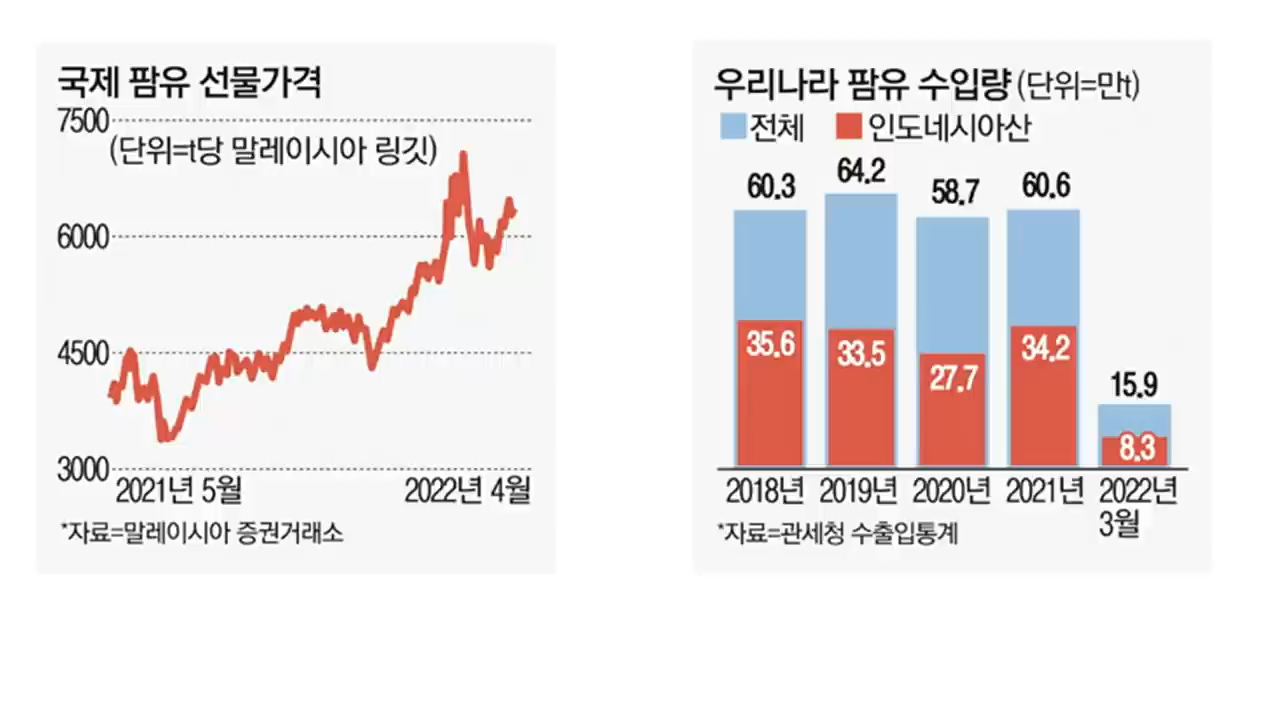 국제 팜유 선물가격
7500
(단위=t당 말레이시아 링깃)
6000
4500
3000
2021년 5월 2022년 4월
*자료=말레이시아 증권거래소
우리나라 팜유 수입량 (단위=만t)
전체 인도네시아산
60.3 64.2 58.7 60.6 15.9
35.6 33.5 27.7 34.2 8.3
2018년 2019년 2020년 2021년 2022년
3월
*자료=관세청 수출입통계